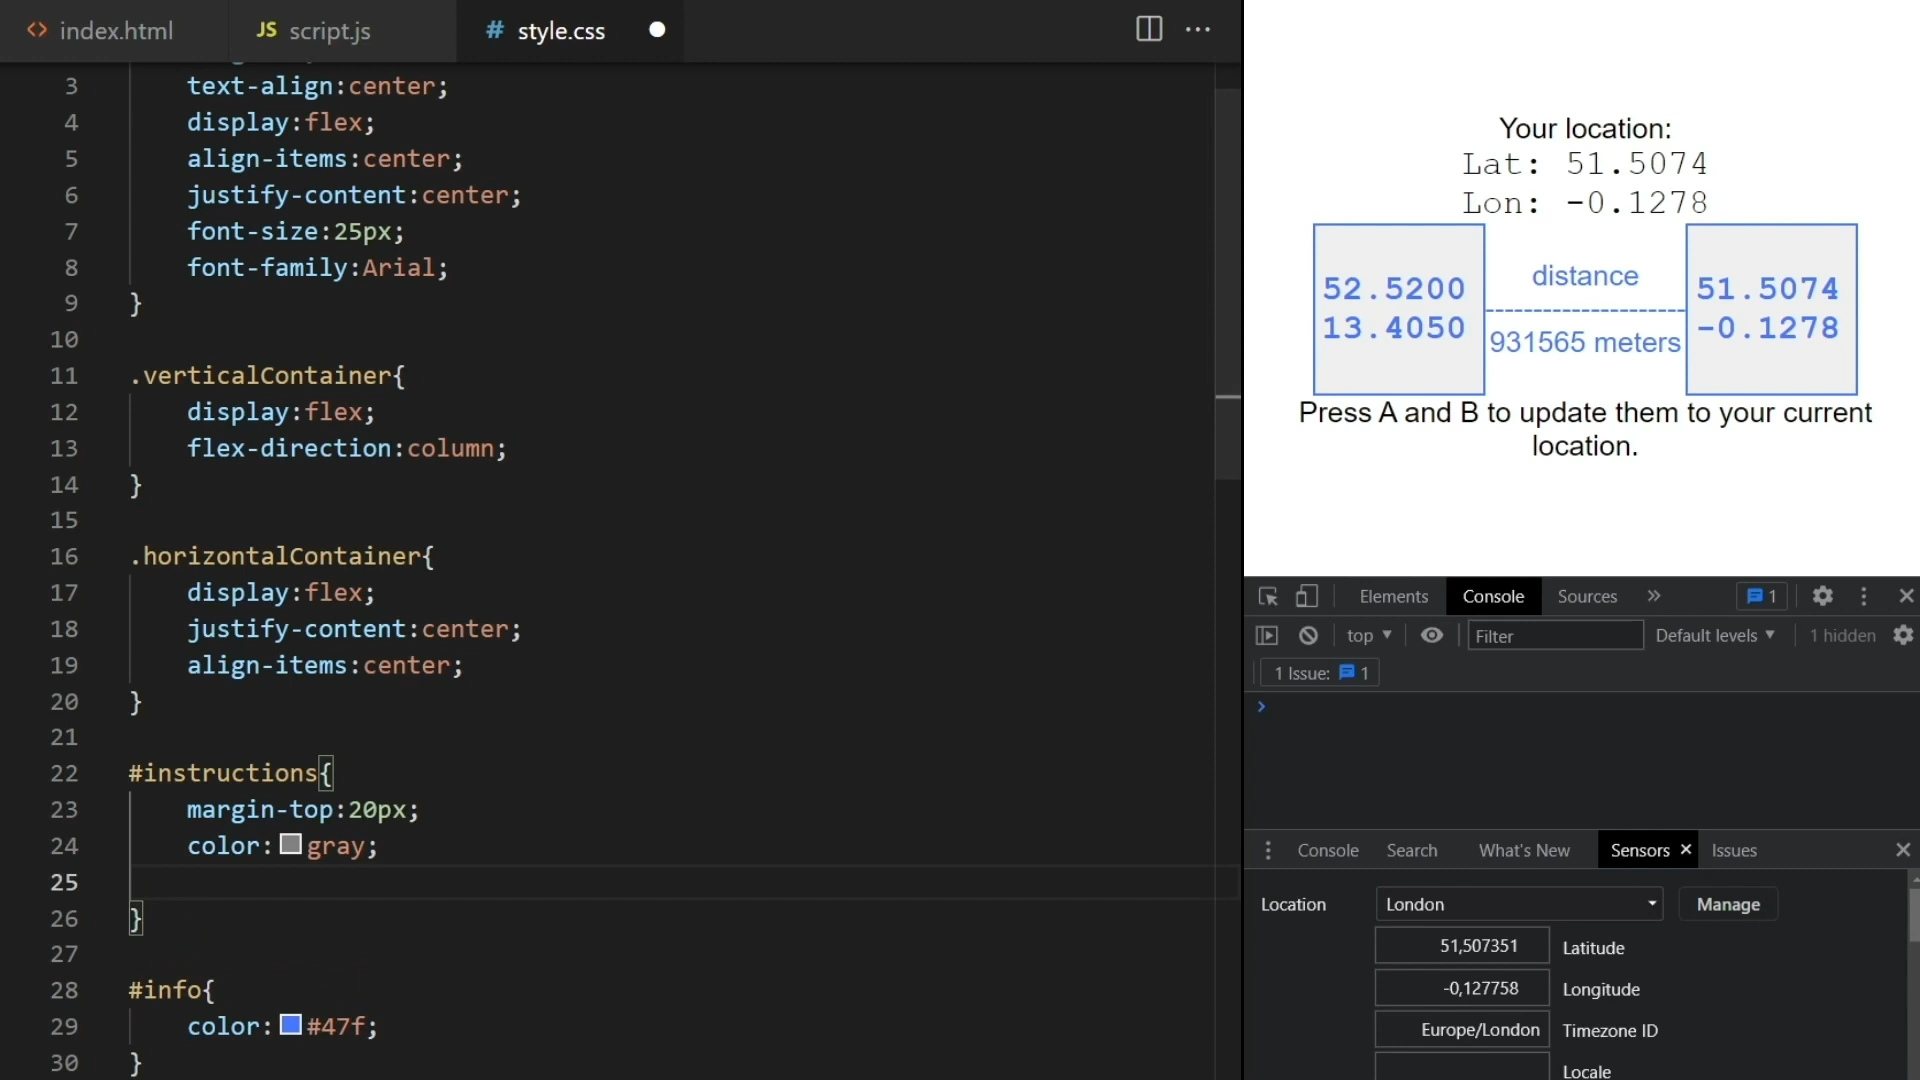 index.html
JS script.js
# style.css
3 text-align:center;
4 display:flex;
5 align-items:center;
6 justify-content:center;
7 font-size:25px;
8 font-family:Arial;
9 }
10
11 .verticalContainer{
12 display:flex;
13 flex-direction:column;
14 }
15
16 .horizontalContainer{
17 display:flex;
18 justify-content:center;
19 align-items:center;
20 }
21
22 #instructions{
23 margin-top:20px;
24 color:gray;
25
26 }
27
28 #info{
29 color:#47f;
30 }
Your location:
Lat: 51.5074
Lon: -0.1278
52.5200
13.4050
distance
931565 meters
51.5074
-0.1278
Press A and B to update them to your current
location.
Elements Console Sources » 1
top Filter Default levels 1 hidden
1 Issue: 1
Console Search What's New Sensors Issues
Location London Manage
51,507351 Latitude
-0,127758 Longitude
Europe/London Timezone ID
Locale